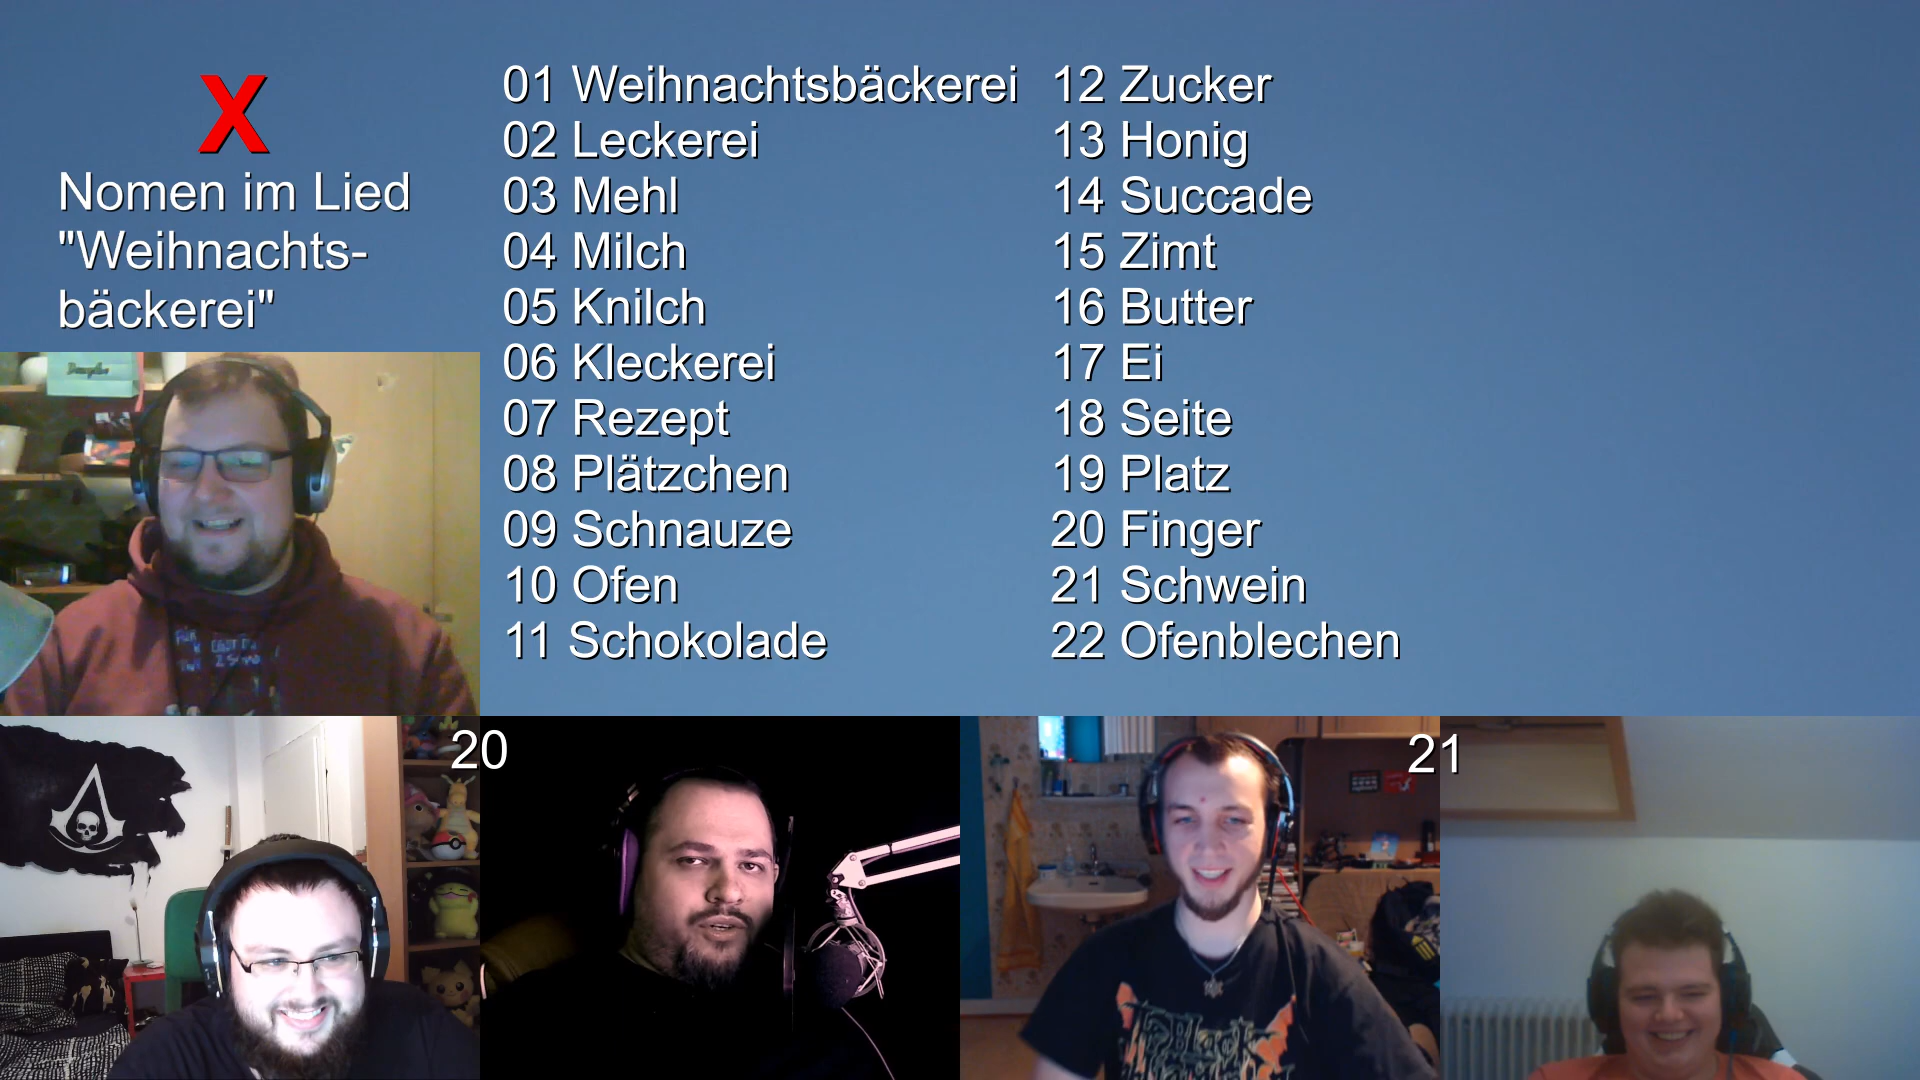 X
Nomen im Lied
"Weihnachts-
bäckerei"
01 Weihnachtsbäckerei
02 Leckerei
03 Mehl
04 Milch
05 Knilch
06 Kleckerei
07 Rezept
08 Plätzchen
09 Schnauze
10 Ofen
11 Schokolade
12 Zucker
13 Honig
14 Succade
15 Zimt
16 Butter
17 Ei
18 Seite
19 Platz
20 Finger
21 Schwein
22 Ofenblechen
20
21